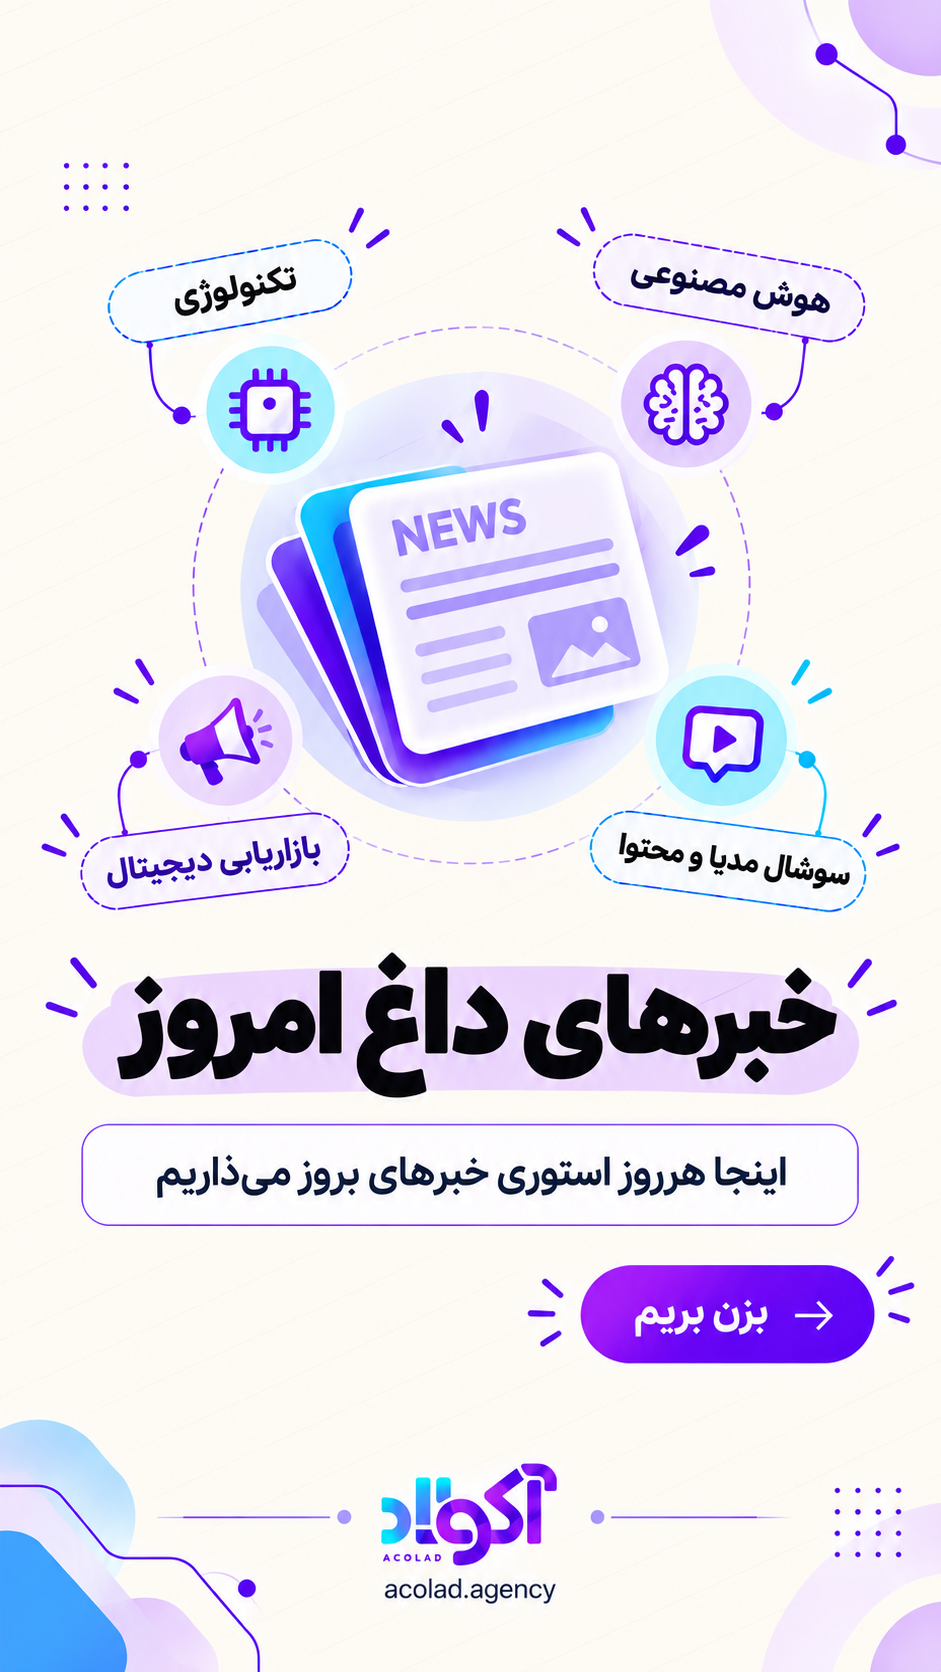 هوش مصنوعی
تکنولوژی
NEWS
سوشال مدیا و محتوا
بازاریابی دیجیتال
خبرهای داغ امروز
اینجا هرروز استوری خبرهای بروز می‌ذاریم
→ بزن بریم
آکولاد
ACOLAD
acolad.agency